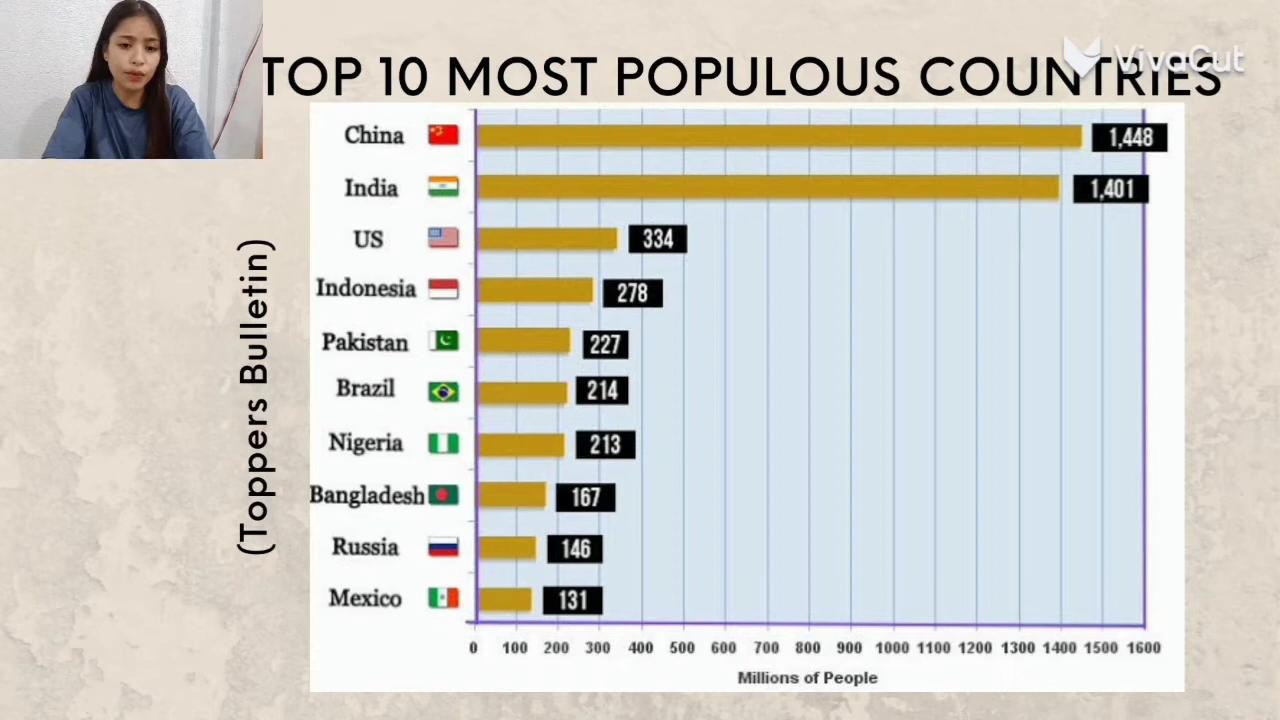 VivaCut
TOP 10 MOST POPULOUS COUNTRIES
(Toppers Bulletin)
China 1,448
India 1,401
US 334
Indonesia 278
Pakistan 227
Brazil 214
Nigeria 213
Bangladesh 167
Russia 146
Mexico 131
0 100 200 300 400 500 600 700 800 900 1000 1100 1200 1300 1400 1500 1600
Millions of People